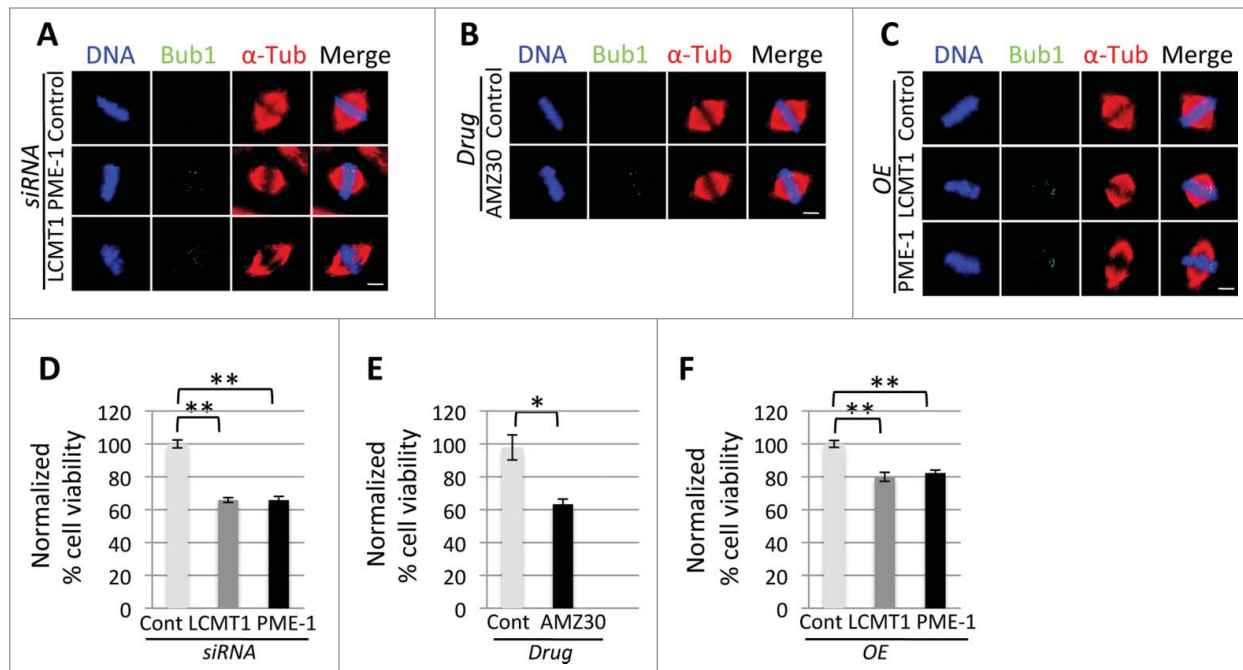 A
DNA Bub1 α-Tub Merge
siRNA
Control
PME-1
LCMT1
B
DNA Bub1 α-Tub Merge
Drug
Control
AMZ30
C
DNA Bub1 α-Tub Merge
OE
Control
LCMT1
PME-1
D
**
**
Normalized
% cell viability
120
100
80
60
40
20
0
Cont LCMT1 PME-1
siRNA
E
*
Normalized
% cell viability
120
100
80
60
40
20
0
Cont AMZ30
Drug
F
**
**
Normalized
% cell viability
120
100
80
60
40
20
0
Cont LCMT1 PME-1
OE